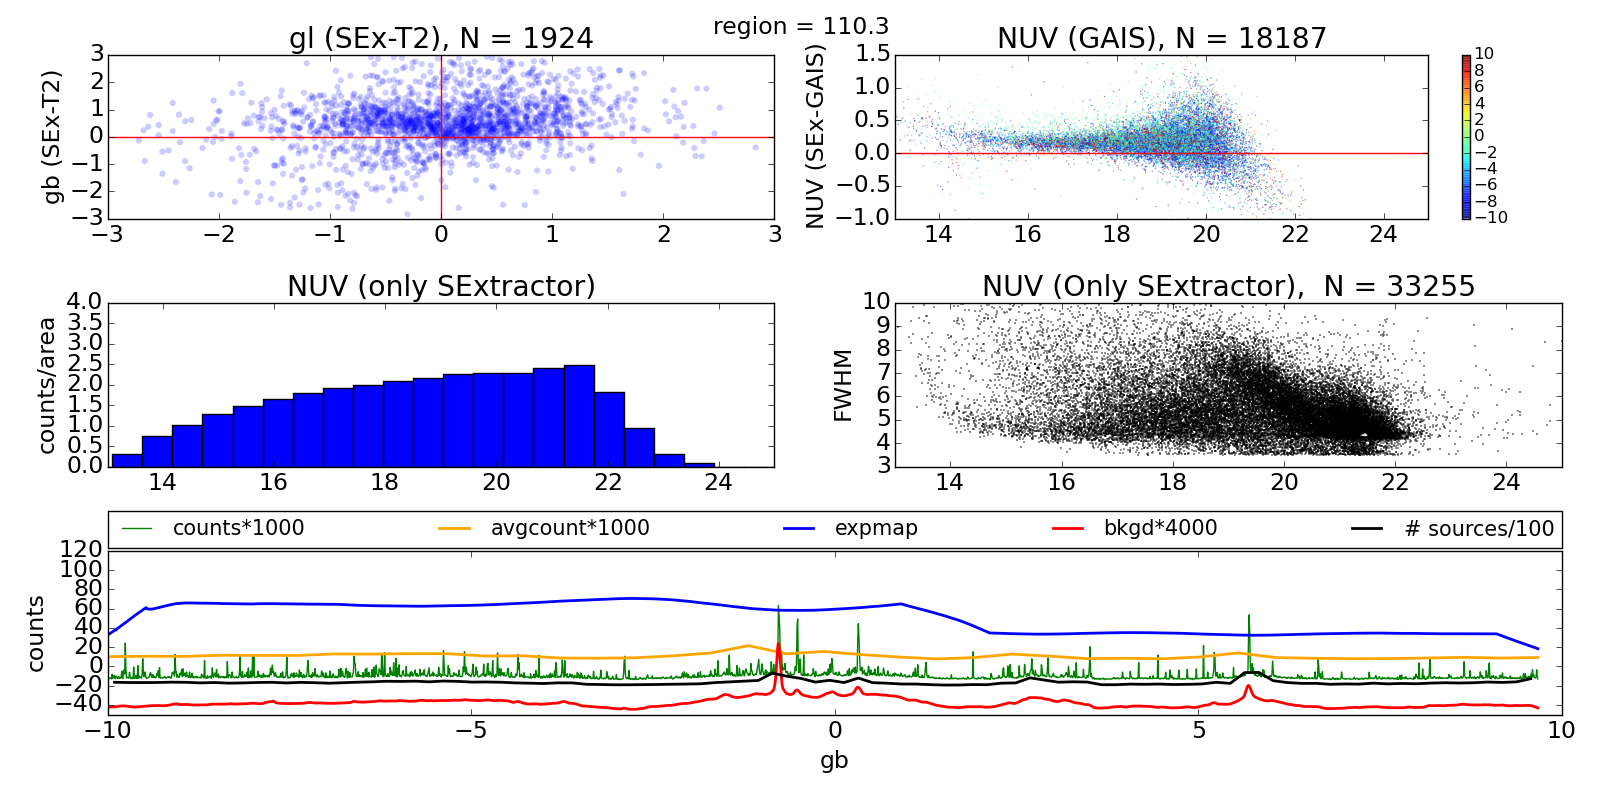 region = 110.3
gl (SEx-T2), N = 1924
gb (SEx-T2)
3
2
1
0
−1
−2
−3
−3 −2 −1 0 1 2 3
NUV (GAIS), N = 18187
NUV (SEx-GAIS)
1.5
1.0
0.5
0.0
−0.5
−1.0
14 16 18 20 22 24
10
8
6
4
2
0
−2
−4
−6
−8
−10
NUV (only SExtractor)
counts/area
4.0
3.5
3.0
2.5
2.0
1.5
1.0
0.5
0.0
14 16 18 20 22 24
NUV (Only SExtractor),  N = 33255
FWHM
10
9
8
7
6
5
4
3
14 16 18 20 22 24
counts*1000 avgcount*1000 expmap bkgd*4000 # sources/100
counts
120
100
80
60
40
20
0
−20
−40
−10 −5 0 5 10
gb